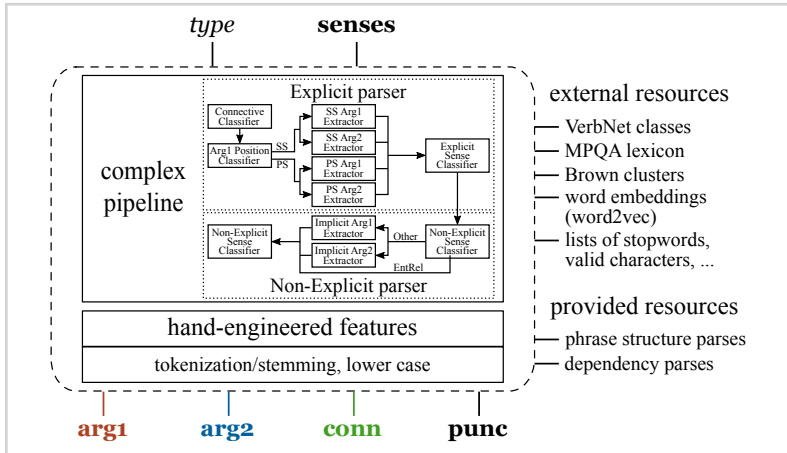 type senses
Explicit parser
Connective
Classifier
SS Arg1
Extractor
SS Arg2
Extractor
Arg1 Position
Classifier
SS
PS
PS Arg1
Extractor
PS Arg2
Extractor
Explicit
Sense
Classifier
complex
pipeline
Non-Explicit
Sense
Classifier
Implicit Arg1
Extractor
Implicit Arg2
Extractor
Other
EntRel
Non-Explicit
Sense
Classifier
Non-Explicit parser
hand-engineered features
tokenization/stemming, lower case
arg1 arg2 conn punc
external resources
VerbNet classes
MPQA lexicon
Brown clusters
word embeddings
(word2vec)
lists of stopwords,
valid characters, ...
provided resources
phrase structure parses
dependency parses